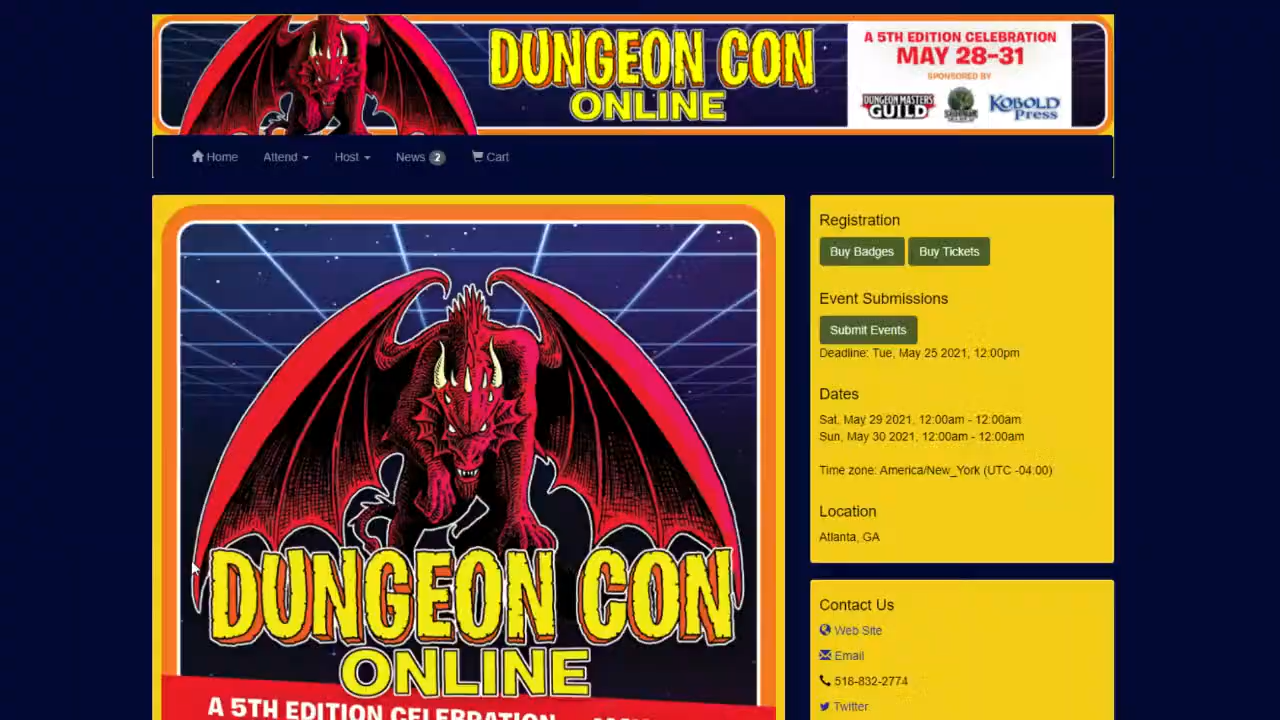 DUNGEON CON
ONLINE
A 5TH EDITION CELEBRATION
MAY 28-31
SPONSORED BY
DUNGEON MASTERS
GUILD
KOBOLD
Press
Home Attend Host News 2 Cart
DUNGEON CON
ONLINE
A 5TH EDITION CELEBRATION
Registration
Buy Badges Buy Tickets
Event Submissions
Submit Events
Deadline: Tue, May 25 2021, 12:00pm
Dates
Sat, May 29 2021, 12:00am - 12:00am
Sun, May 30 2021, 12:00am - 12:00am
Time zone: America/New_York (UTC -04:00)
Location
Atlanta, GA
Contact Us
Web Site
Email
518-832-2774
Twitter